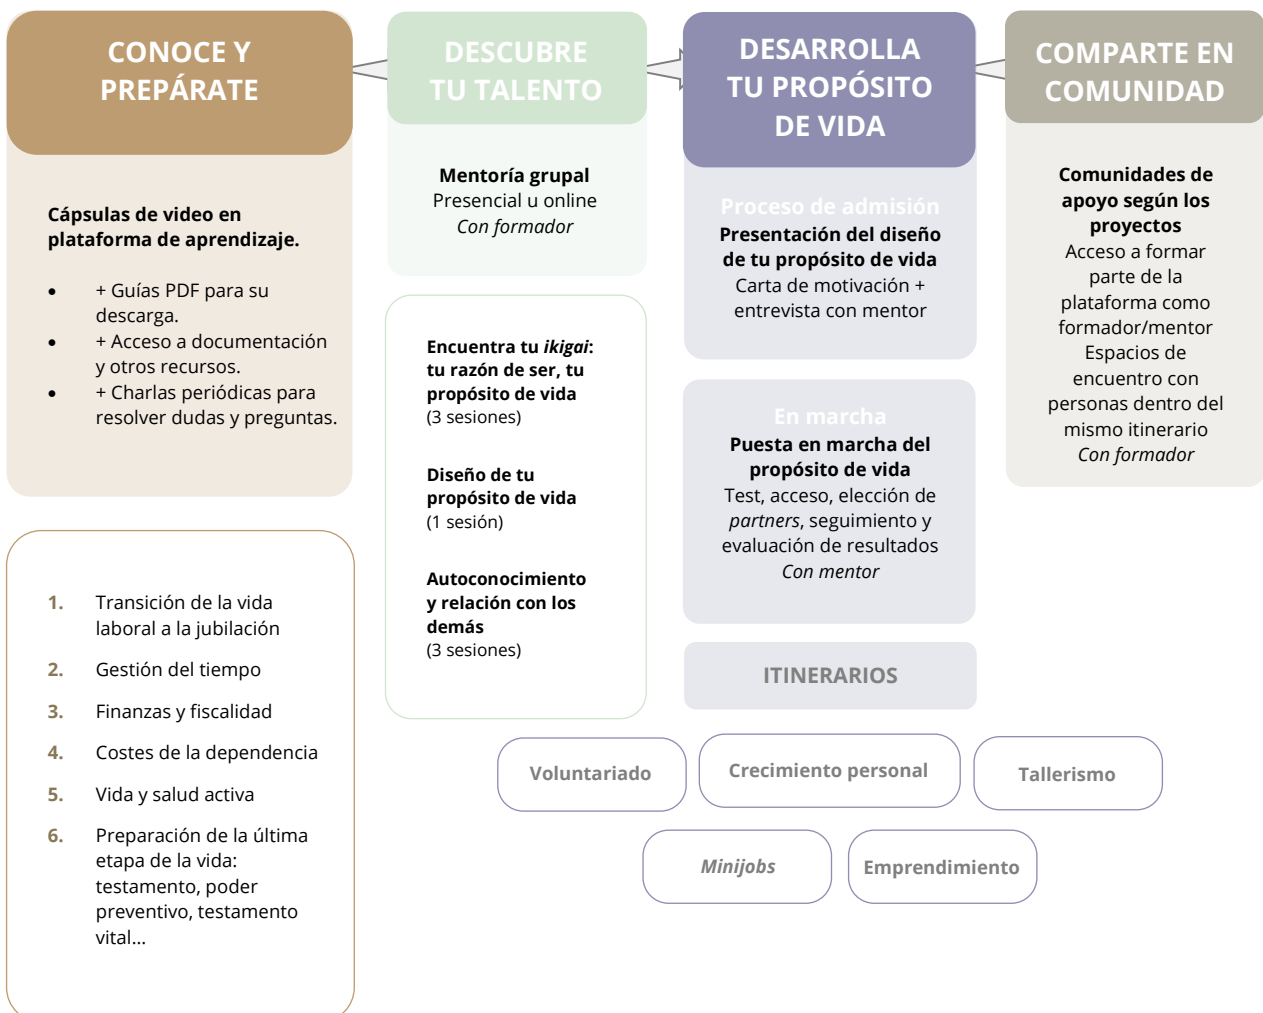 CONOCE Y
PREPÁRATE
Cápsulas de video en
plataforma de aprendizaje.
• + Guías PDF para su
descarga.
• + Acceso a documentación
y otros recursos.
• + Charlas periódicas para
resolver dudas y preguntas.
1. Transición de la vida
laboral a la jubilación
2. Gestión del tiempo
3. Finanzas y fiscalidad
4. Costes de la dependencia
5. Vida y salud activa
6. Preparación de la última
etapa de la vida:
testamento, poder
preventivo, testamento
vital...
DESCUBRE
TU TALENTO
Mentoría grupal
Presencial u online
Con formador
Encuentra tu ikigai:
tu razón de ser, tu
propósito de vida
(3 sesiones)
Diseño de tu
propósito de vida
(1 sesión)
Autoconocimiento
y relación con los
demás
(3 sesiones)
DESARROLLA
TU PROPÓSITO
DE VIDA
Proceso de admisión
Presentación del diseño
de tu propósito de vida
Carta de motivación +
entrevista con mentor
En marcha
Puesta en marcha del
propósito de vida
Test, acceso, elección de
partners, seguimiento y
evaluación de resultados
Con mentor
ITINERARIOS
Voluntariado
Crecimiento personal
Tallerismo
Minijobs
Emprendimiento
COMPARTE EN
COMUNIDAD
Comunidades de
apoyo según los
proyectos
Acceso a formar
parte de la
plataforma como
formador/mentor
Espacios de
encuentro con
personas dentro del
mismo itinerario
Con formador